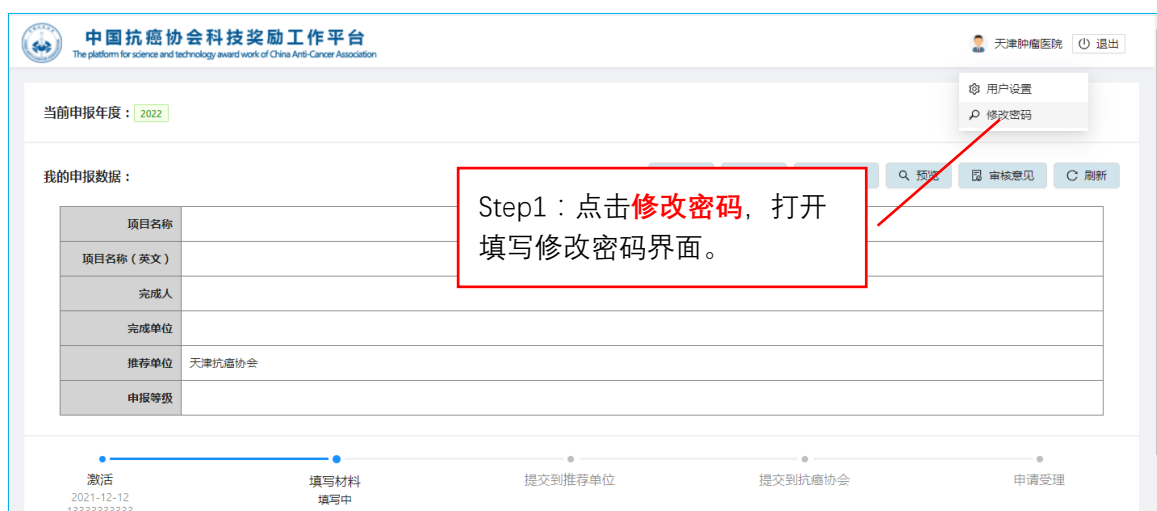 中国抗癌协会科技奖励工作平台
The platform for science and technology award work of China Anti-Cancer Association
天津肿瘤医院 退出
用户设置
修改密码
当前申报年度：2022
我的申报数据：
预览 审核意见 刷新
Step1：点击修改密码，打开
填写修改密码界面。
项目名称
项目名称（英文）
完成人
完成单位
推荐单位 天津抗癌协会
申报等级
激活 填写材料 提交到推荐单位 提交到抗癌协会 申请受理
2021-12-12 填写中